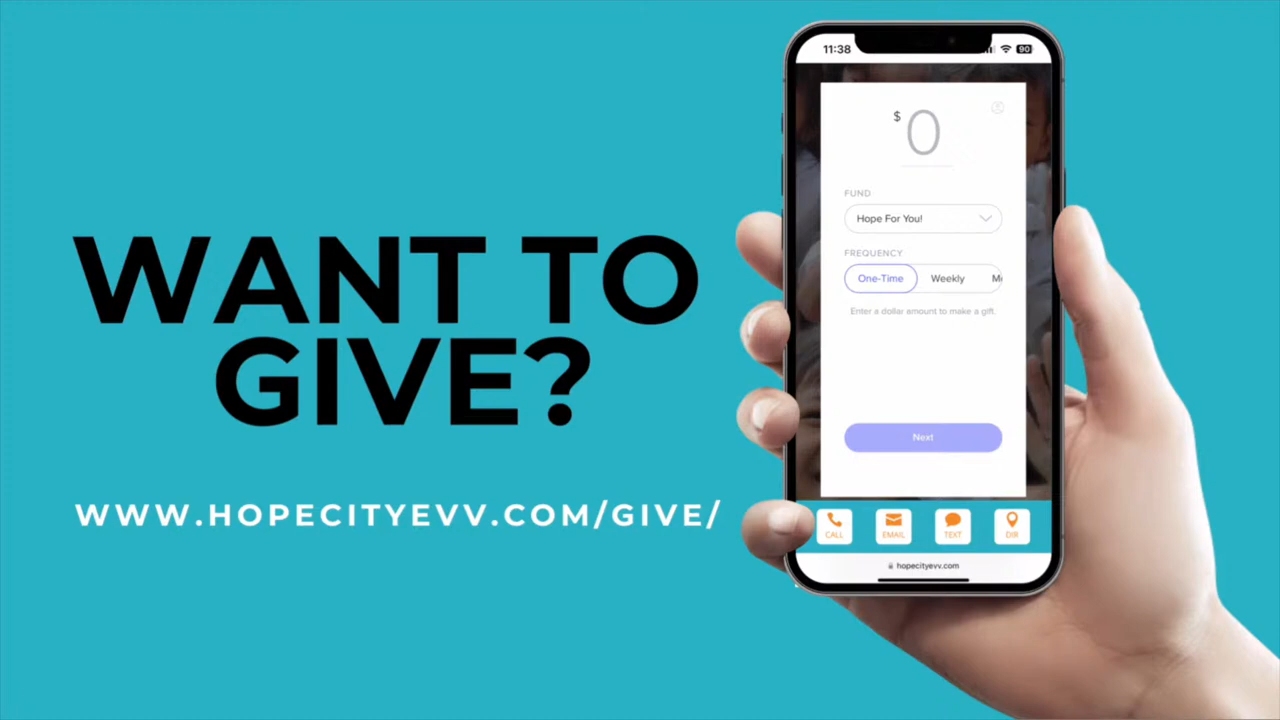 WANT TO
GIVE?
WWW.HOPECITYEVV.COM/GIVE/
11:38
90
$ 0
FUND
Hope For You!
FREQUENCY
One-Time Weekly
Enter a dollar amount to make a gift.
Next
CALL EMAIL TEXT DIR
hopecityevv.com